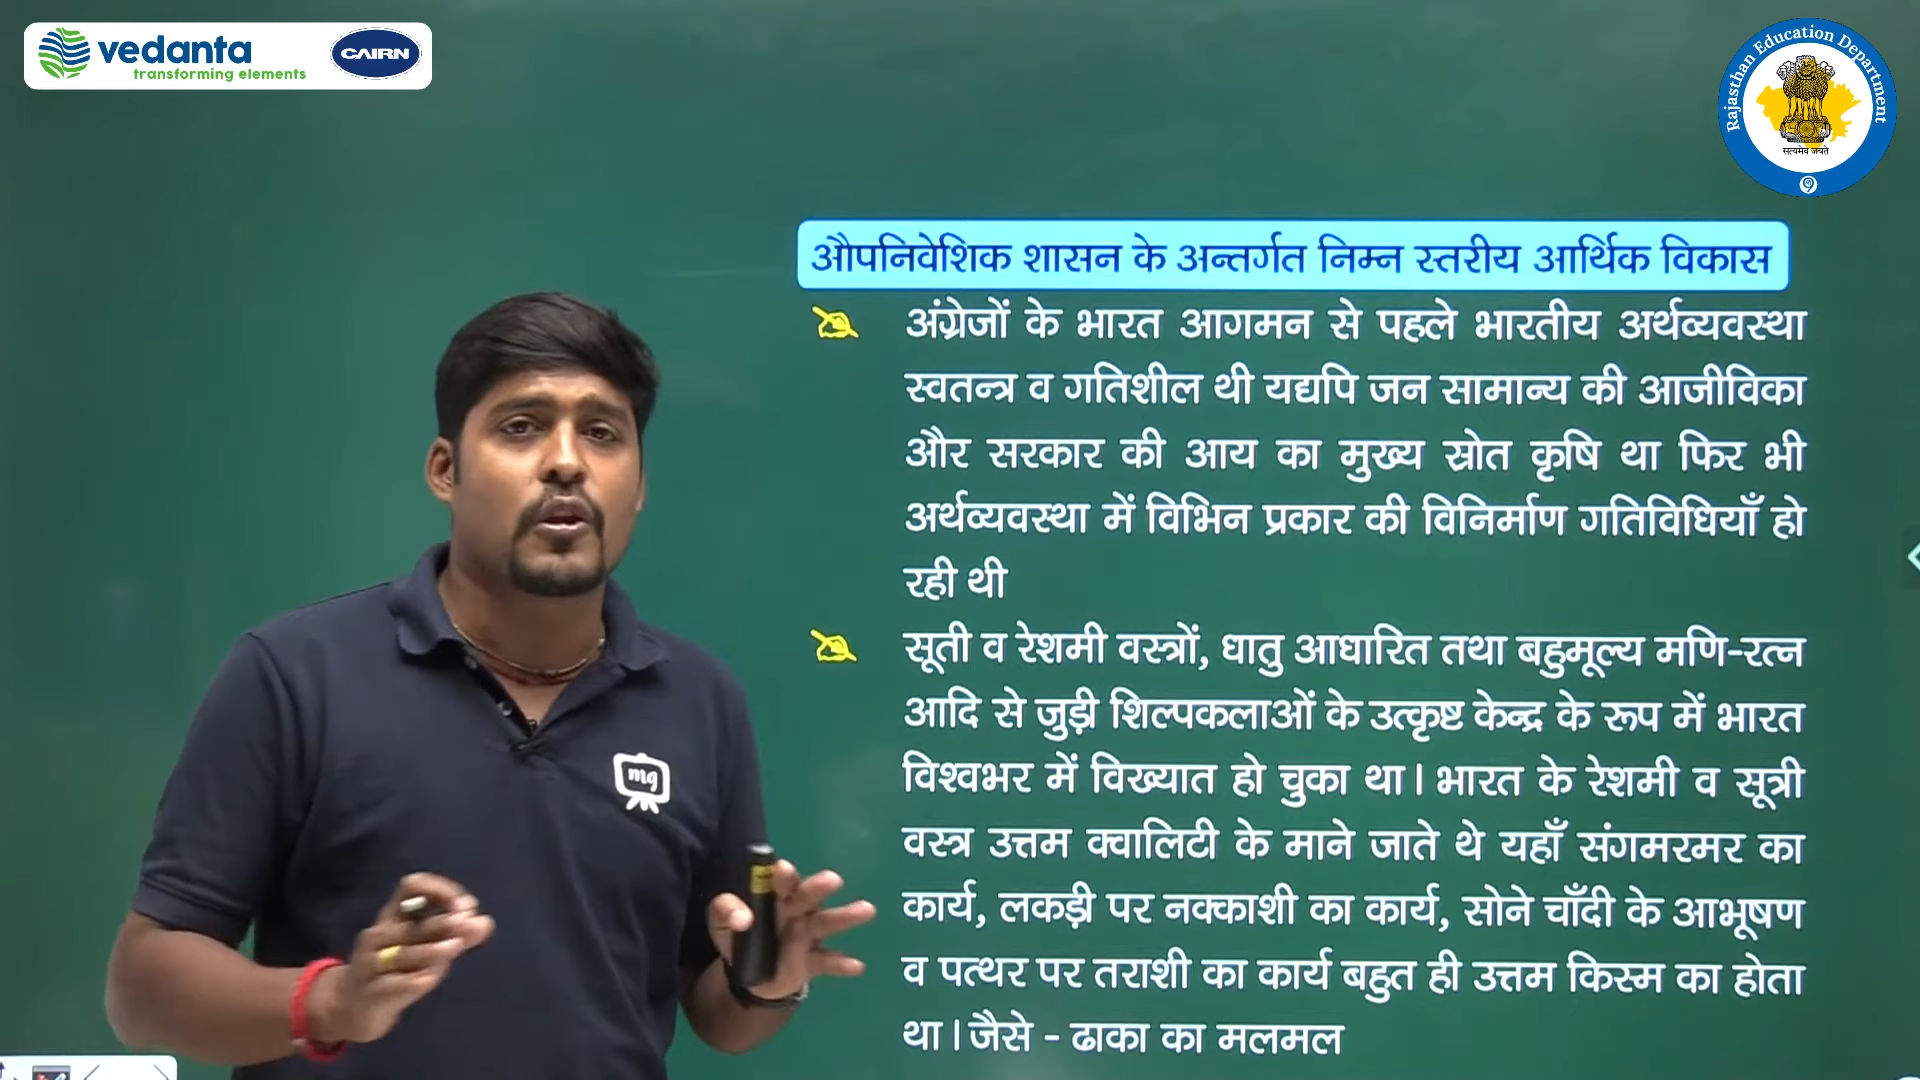 vedanta
transforming elements
CAIRN
Rajasthan Education Department
सत्यमेव जयते
औपनिवेशिक शासन के अन्तर्गत निम्न स्तरीय आर्थिक विकास
अंग्रेजों के भारत आगमन से पहले भारतीय अर्थव्यवस्था
स्वतन्त्र व गतिशील थी यद्यपि जन सामान्य की आजीविका
और सरकार की आय का मुख्य स्रोत कृषि था फिर भी
अर्थव्यवस्था में विभिन प्रकार की विनिर्माण गतिविधियाँ हो
रही थी
सूती व रेशमी वस्त्रों, धातु आधारित तथा बहुमूल्य मणि-रत्न
आदि से जुड़ी शिल्पकलाओं के उत्कृष्ट केन्द्र के रूप में भारत
विश्वभर में विख्यात हो चुका था। भारत के रेशमी व सूत्री
वस्त्र उत्तम क्वालिटी के माने जाते थे यहाँ संगमरमर का
कार्य, लकड़ी पर नक्काशी का कार्य, सोने चाँदी के आभूषण
व पत्थर पर तराशी का कार्य बहुत ही उत्तम किस्म का होता
था। जैसे - ढाका का मलमल
mg